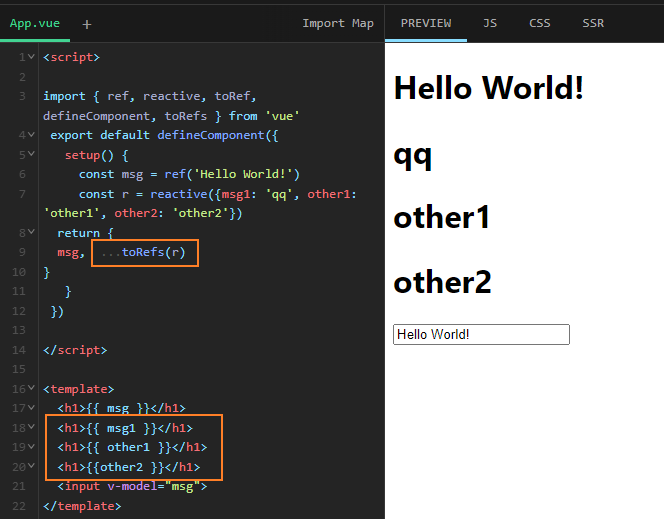 App.vue + Import Map PREVIEW JS CSS SSR
1 <script>
2
3 import { ref, reactive, toRef,
defineComponent, toRefs } from 'vue'
4 export default defineComponent({
5 setup() {
6 const msg = ref('Hello World!')
7 const r = reactive({msg1: 'qq', other1:
'other1', other2: 'other2'})
8 return {
9 msg, ...toRefs(r)
10 }
11 }
12 })
13
14 </script>
15
16 <template>
17 <h1>{{ msg }}</h1>
18 <h1>{{ msg1 }}</h1>
19 <h1>{{ other1 }}</h1>
20 <h1>{{other2 }}</h1>
21 <input v-model="msg">
22 </template>
Hello World!
qq
other1
other2
Hello World!